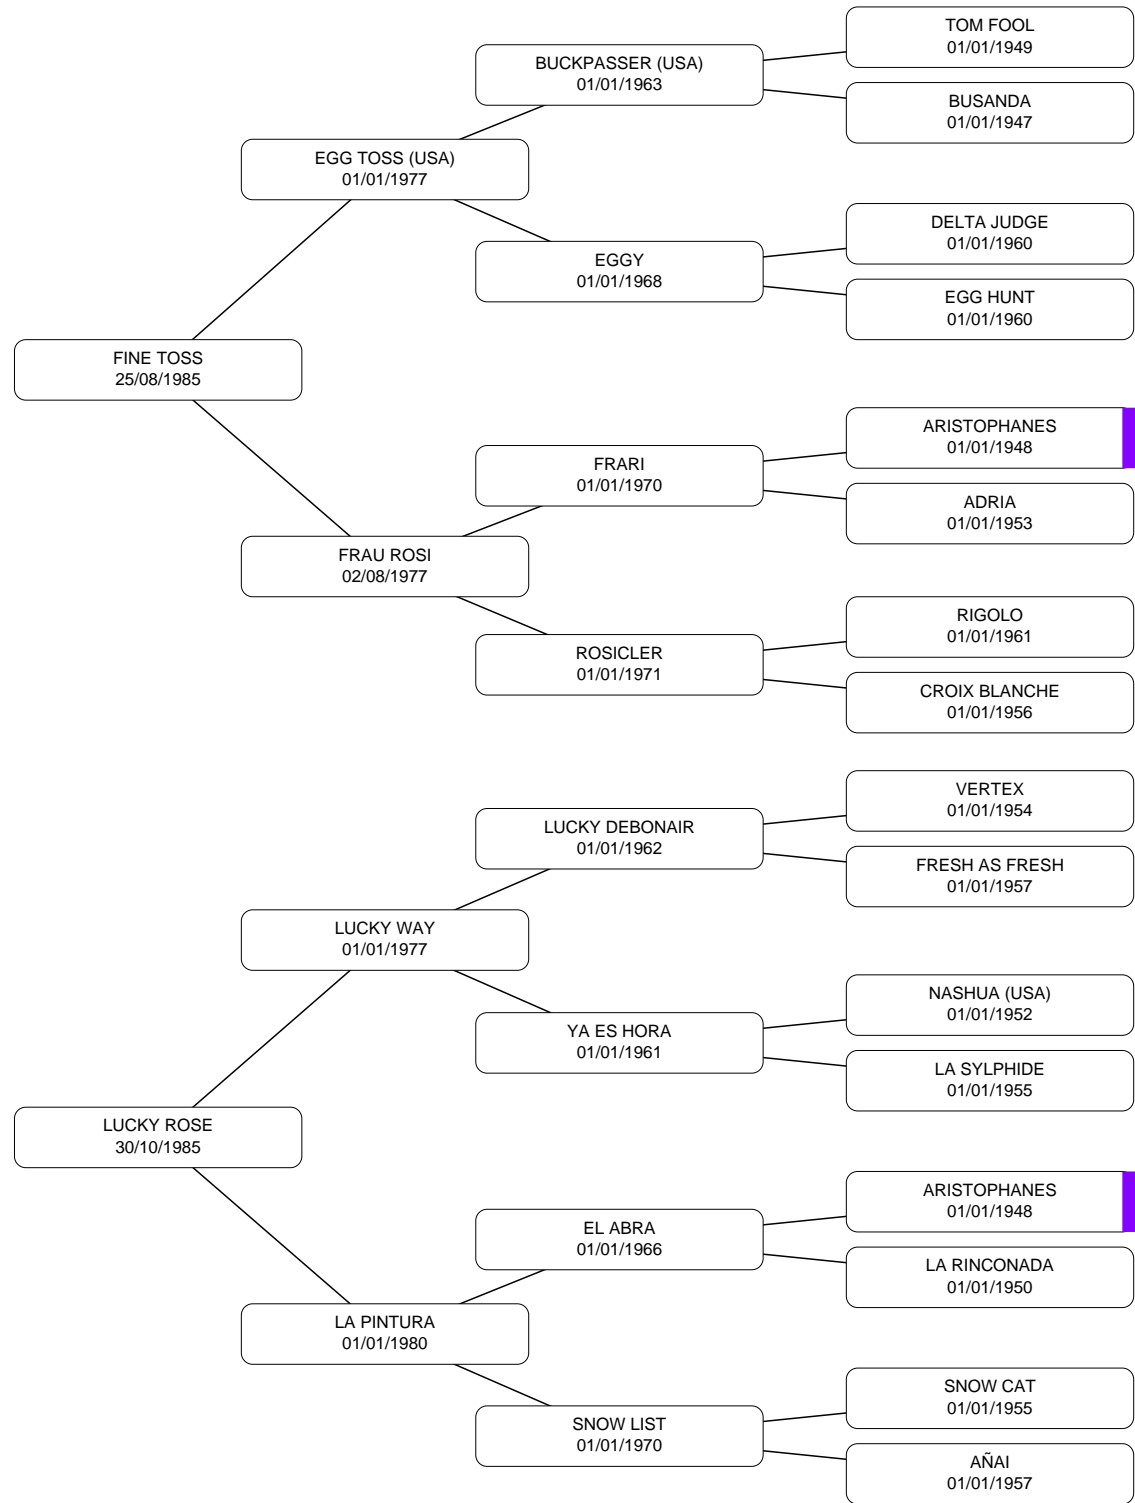 TOM FOOL
01/01/1949
BUCKPASSER (USA)
01/01/1963
BUSANDA
01/01/1947
EGG TOSS (USA)
01/01/1977
DELTA JUDGE
01/01/1960
EGGY
01/01/1968
EGG HUNT
01/01/1960
FINE TOSS
25/08/1985
ARISTOPHANES
01/01/1948
FRARI
01/01/1970
ADRIA
01/01/1953
FRAU ROSI
02/08/1977
RIGOLO
01/01/1961
ROSICLER
01/01/1971
CROIX BLANCHE
01/01/1956
VERTEX
01/01/1954
LUCKY DEBONAIR
01/01/1962
FRESH AS FRESH
01/01/1957
LUCKY WAY
01/01/1977
NASHUA (USA)
01/01/1952
YA ES HORA
01/01/1961
LA SYLPHIDE
01/01/1955
LUCKY ROSE
30/10/1985
ARISTOPHANES
01/01/1948
EL ABRA
01/01/1966
LA RINCONADA
01/01/1950
LA PINTURA
01/01/1980
SNOW CAT
01/01/1955
SNOW LIST
01/01/1970
AÑAI
01/01/1957